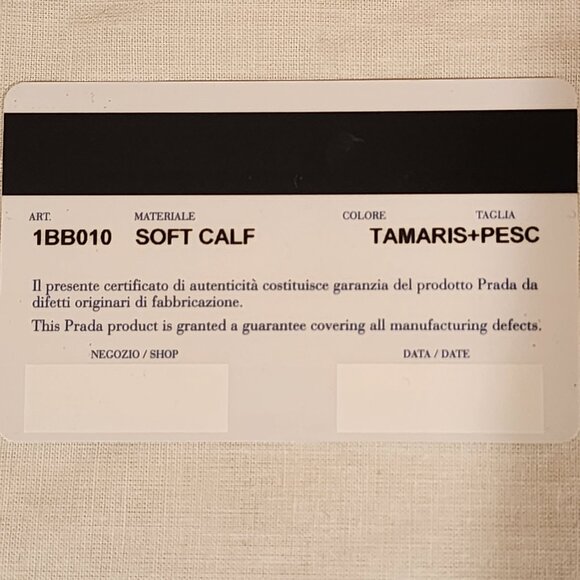 ART. MATERIALE COLORE TAGLIA
1BB010 SOFT CALF TAMARIS+PESC
Il presente certificato di autenticità costituisce garanzia del prodotto Prada da
difetti originari di fabbricazione.
This Prada product is granted a guarantee covering all manufacturing defects.
NEGOZIO / SHOP DATA / DATE